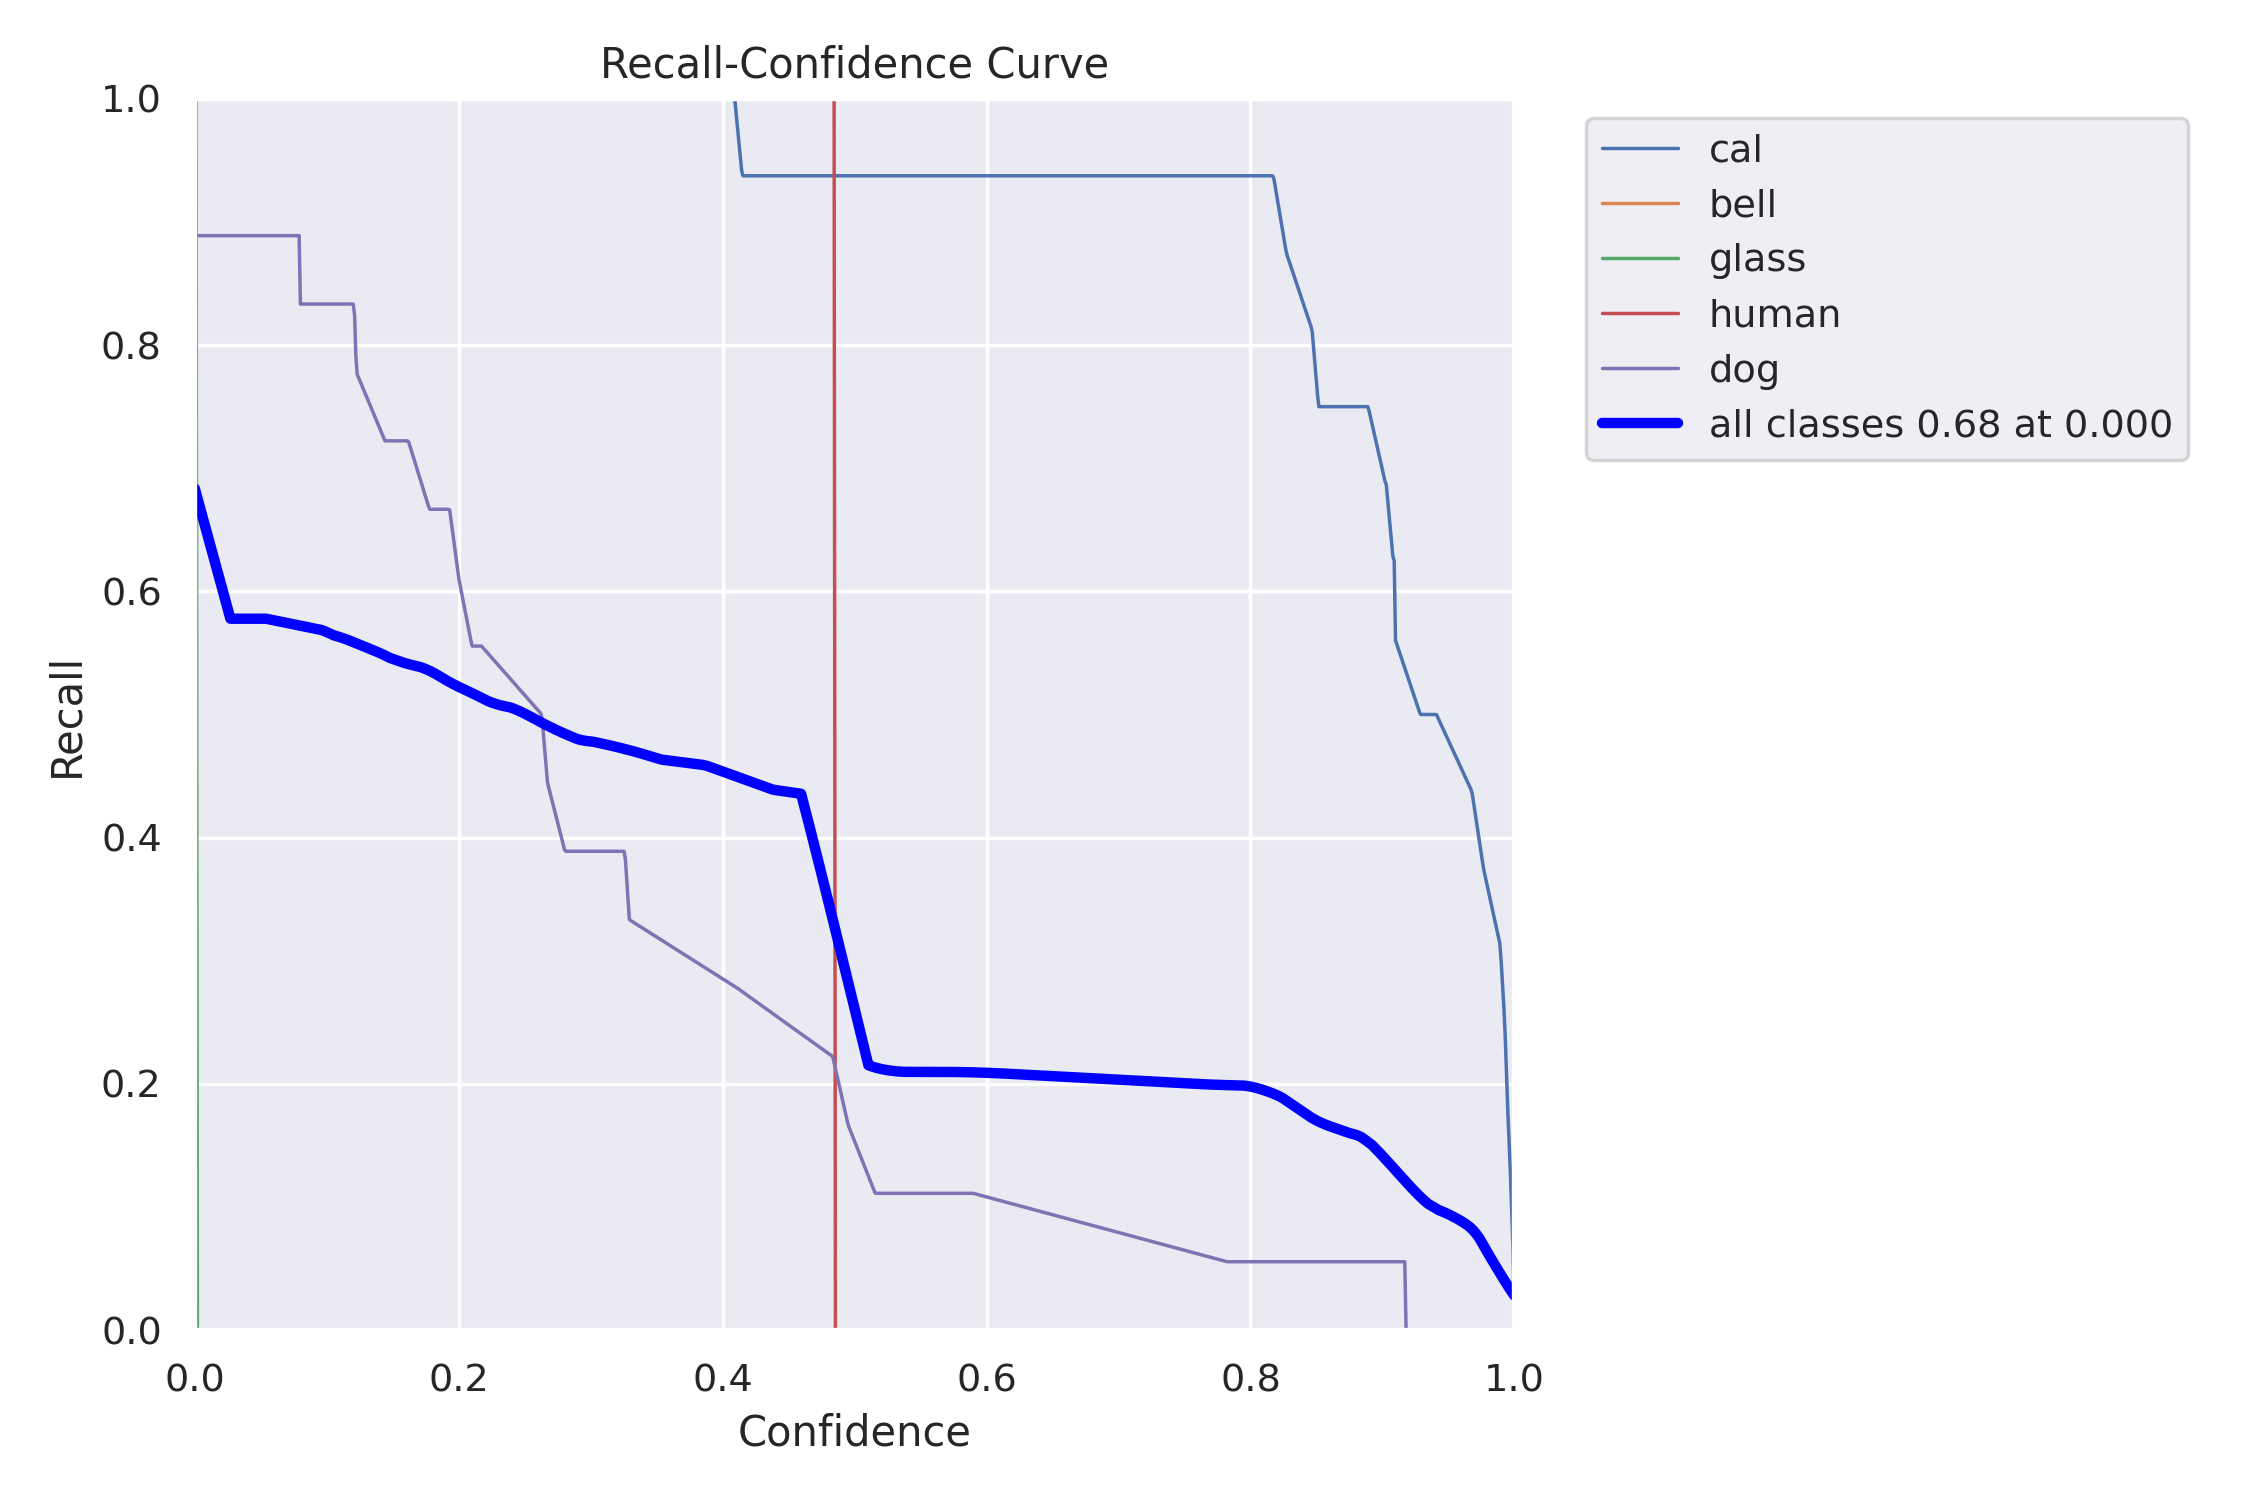 Recall-Confidence Curve
1.0
0.8
0.6
0.4
0.2
0.0
Recall
0.0 0.2 0.4 0.6 0.8 1.0
Confidence
cal
bell
glass
human
dog
all classes 0.68 at 0.000